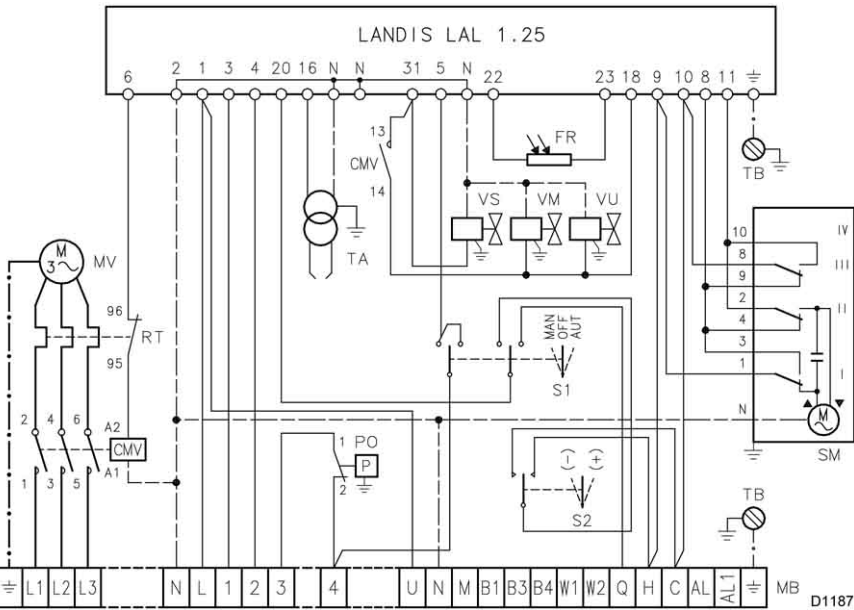 LANDIS LAL 1.25
6 2 1 3 4 20 16 N N 31 5 N 22 23 18 9 10 8 11
13
CMV
14
FR
TB
TA
VS VM VU
MV
M
3~
96
RT
95
2 4 6 A2
CMV
1 3 5 A1
MAN
OFF
AUT
S1
10
8
9
2
4
3
1
N
IV
III
II
I
M
SM
1 PO
P
2
(-) (+)
S2
TB
L1 L2 L3 N L 1 2 3 4 U N M B1 B3 B4 W1 W2 Q H C AL AL1 MB
D1187